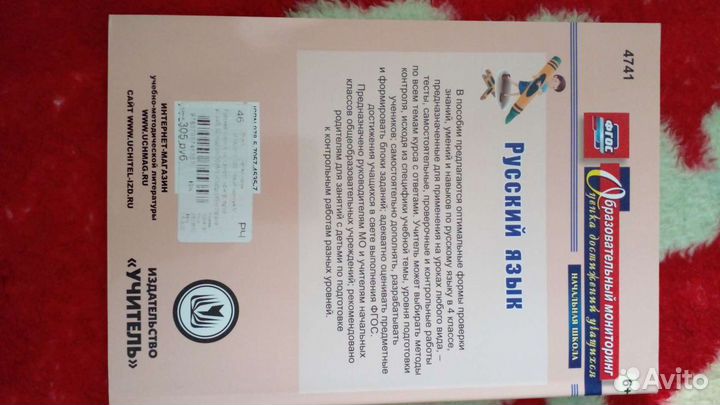 4741
ФГОС
Образовательный мониторинг
Оценка достижений учащихся
НАЧАЛЬНАЯ ШКОЛА
6+
Русский язык
В пособии предлагаются оптимальные формы проверки
знаний, умений и навыков по русскому языку в 4 классе,
предназначенные для применения на уроках любого вида, –
тесты, самостоятельные, проверочные и контрольные работы
по всем темам курса с ответами. Учитель может выбирать методы
контроля, исходя из специфики учебной темы, уровня подготовки
учеников; самостоятельно дополнять, разрабатывать
и формировать блоки заданий; адекватно оценивать предметные
достижения учащихся в свете выполнения ФГОС.
Предназначено руководителям МО и учителям начальных
классов общеобразовательных учреждений; рекомендовано
родителям для занятий с детьми по подготовке
к контрольным работам разных уровней.
46
305 руб
РЧ
ИНТЕРНЕТ-МАГАЗИН
учебно-методической литературы
WWW.UCHMAG.RU
САЙТ WWW.UCHITEL-IZD.RU
ИЗДАТЕЛЬСТВО
«УЧИТЕЛЬ»
Avito